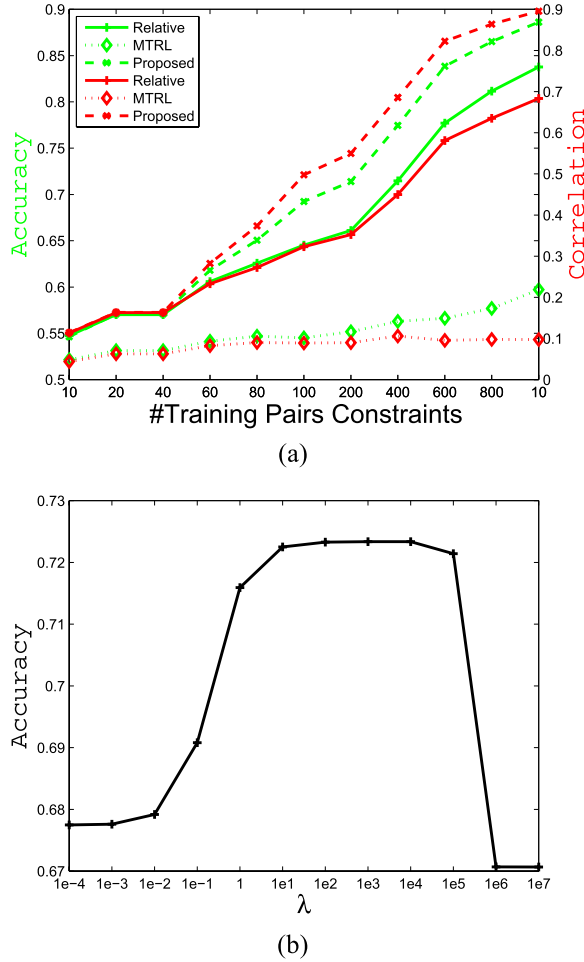 0.9
0.85
0.8
0.75
0.7
0.65
0.6
0.55
0.5
Accuracy
Relative
MTRL
Proposed
Relative
MTRL
Proposed
0.9
0.8
0.7
0.6
0.5
0.4
0.3
0.2
0.1
0
Correlation
10 20 40 60 80 100 200 400 600 800 10
#Training Pairs Constraints
(a)
0.73
0.72
0.71
0.7
0.69
0.68
0.67
Accuracy
1e−4 1e−3 1e−2 1e−1 1 1e1 1e2 1e3 1e4 1e5 1e6 1e7
λ
(b)